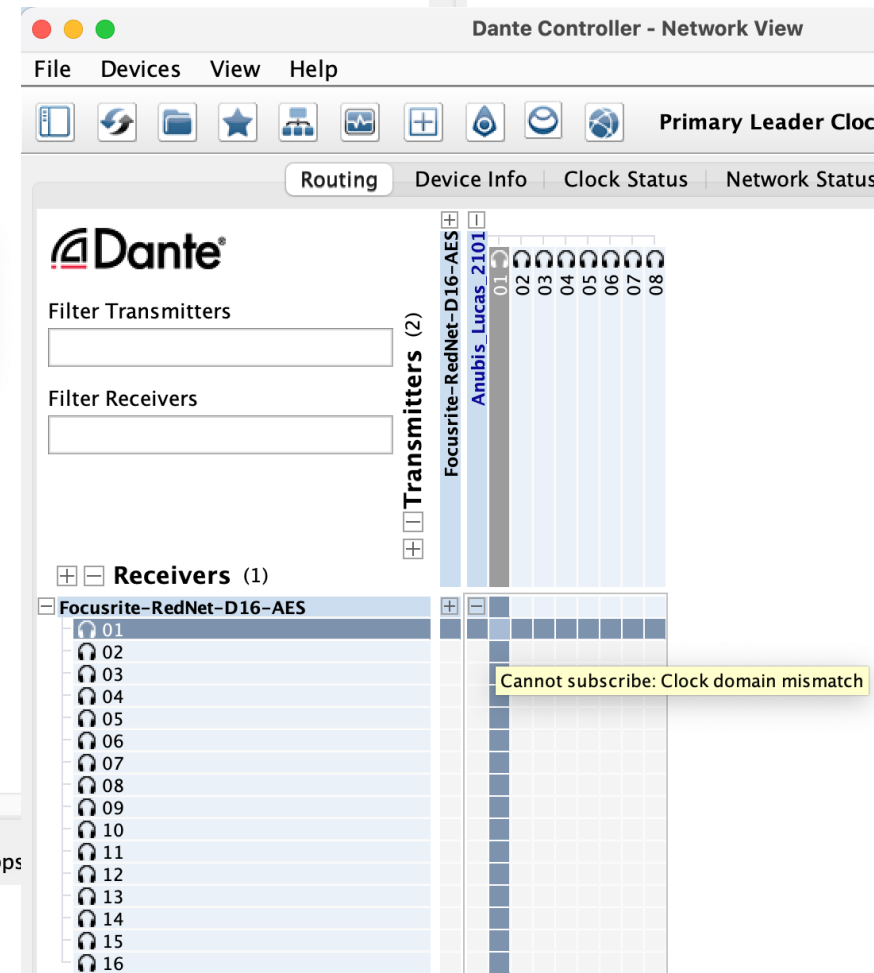 Dante Controller - Network View
File Devices View Help
Primary Leader Cloc
Routing Device Info Clock Status Network Status
Dante®
Filter Transmitters
Filter Receivers
Transmitters (2)
Focusrite-RedNet-D16-AES
Anubis_Lucas_2101
01
02
03
04
05
06
07
08
Receivers (1)
Focusrite-RedNet-D16-AES
01
02
03
Cannot subscribe: Clock domain mismatch
04
05
06
07
08
09
10
ops
11
12
13
14
15
16